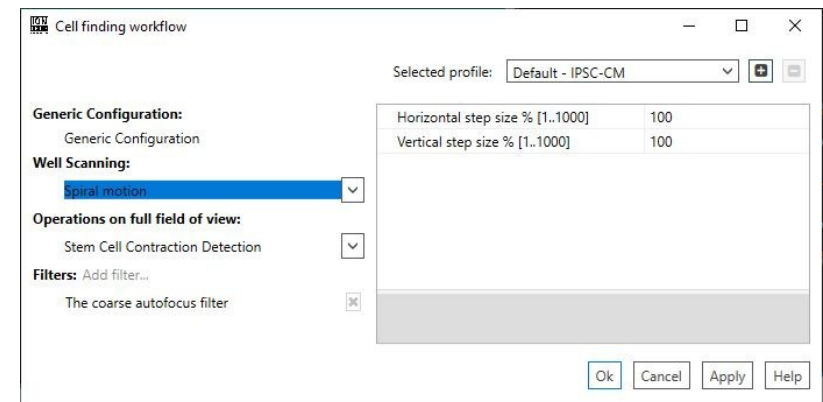 ION
Cell finding workflow
Selected profile: Default - IPSC-CM
Generic Configuration:
Generic Configuration
Well Scanning:
Spiral motion
Operations on full field of view:
Stem Cell Contraction Detection
Filters: Add filter...
The coarse autofocus filter
Horizontal step size % [1..1000] 100
Vertical step size % [1..1000] 100
Ok Cancel Apply Help